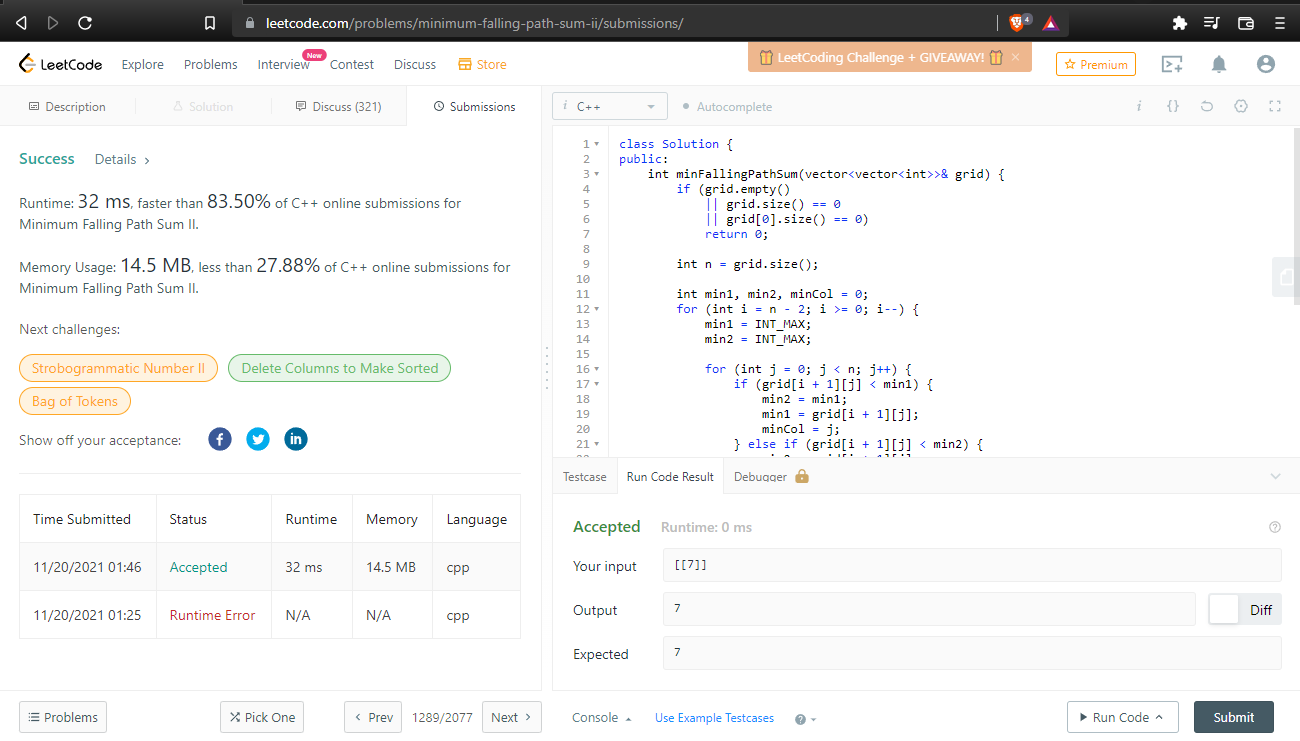 leetcode.com/problems/minimum-falling-path-sum-ii/submissions/
4
LeetCode Explore Problems Interview New Contest Discuss Store
LeetCoding Challenge + GIVEAWAY! ×
Premium
Description Solution Discuss (321) Submissions
Success Details >
Runtime: 32 ms, faster than 83.50% of C++ online submissions for
Minimum Falling Path Sum II.
Memory Usage: 14.5 MB, less than 27.88% of C++ online submissions for
Minimum Falling Path Sum II.
Next challenges:
Strobogrammatic Number II Delete Columns to Make Sorted
Bag of Tokens
Show off your acceptance:
Time Submitted Status Runtime Memory Language
11/20/2021 01:46 Accepted 32 ms 14.5 MB cpp
11/20/2021 01:25 Runtime Error N/A N/A cpp
Problems Pick One < Prev 1289/2077 Next >
i C++ Autocomplete
i {}
1 class Solution {
2 public:
3 int minFallingPathSum(vector<vector<int>>& grid) {
4 if (grid.empty()
5 || grid.size() == 0
6 || grid[0].size() == 0)
7 return 0;
8
9 int n = grid.size();
10
11 int min1, min2, minCol = 0;
12 for (int i = n - 2; i >= 0; i--) {
13 min1 = INT_MAX;
14 min2 = INT_MAX;
15
16 for (int j = 0; j < n; j++) {
17 if (grid[i + 1][j] < min1) {
18 min2 = min1;
19 min1 = grid[i + 1][j];
20 minCol = j;
21 } else if (grid[i + 1][j] < min2) {
Testcase Run Code Result Debugger
Accepted Runtime: 0 ms
Your input [[7]]
Output 7 Diff
Expected 7
Console Use Example Testcases ? Run Code Submit